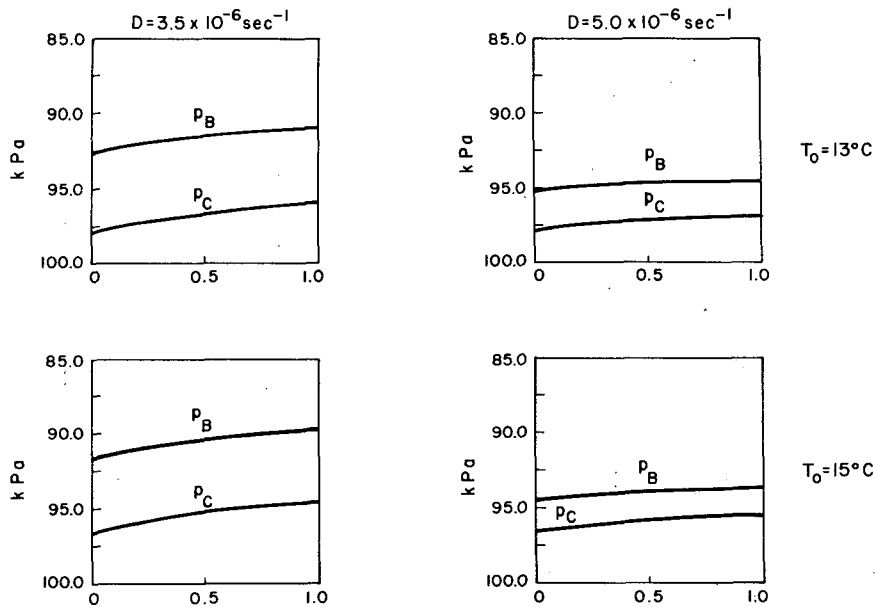 D = 3.5 x 10⁻⁶ sec⁻¹
D = 5.0 x 10⁻⁶ sec⁻¹
85.0
90.0
95.0
100.0
kPa
p_B
p_C
0 0.5 1.0
85.0
90.0
95.0
100.0
kPa
p_B
p_C
0 0.5 1.0
T₀ = 13°C
85.0
90.0
95.0
100.0
kPa
p_B
p_C
0 0.5 1.0
85.0
90.0
95.0
100.0
kPa
p_B
p_C
0 0.5 1.0
T₀ = 15°C